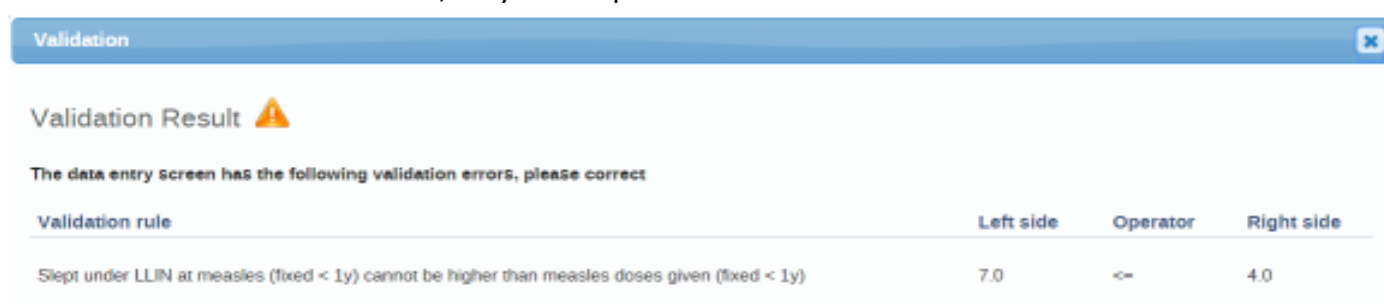 Validation
Validation Result
The data entry screen has the following validation errors, please correct
Validation rule Left side Operator Right side
Slept under LLIN at measles (fixed < 1y) cannot be higher than measles doses given (fixed < 1y) 7.0 <= 4.0